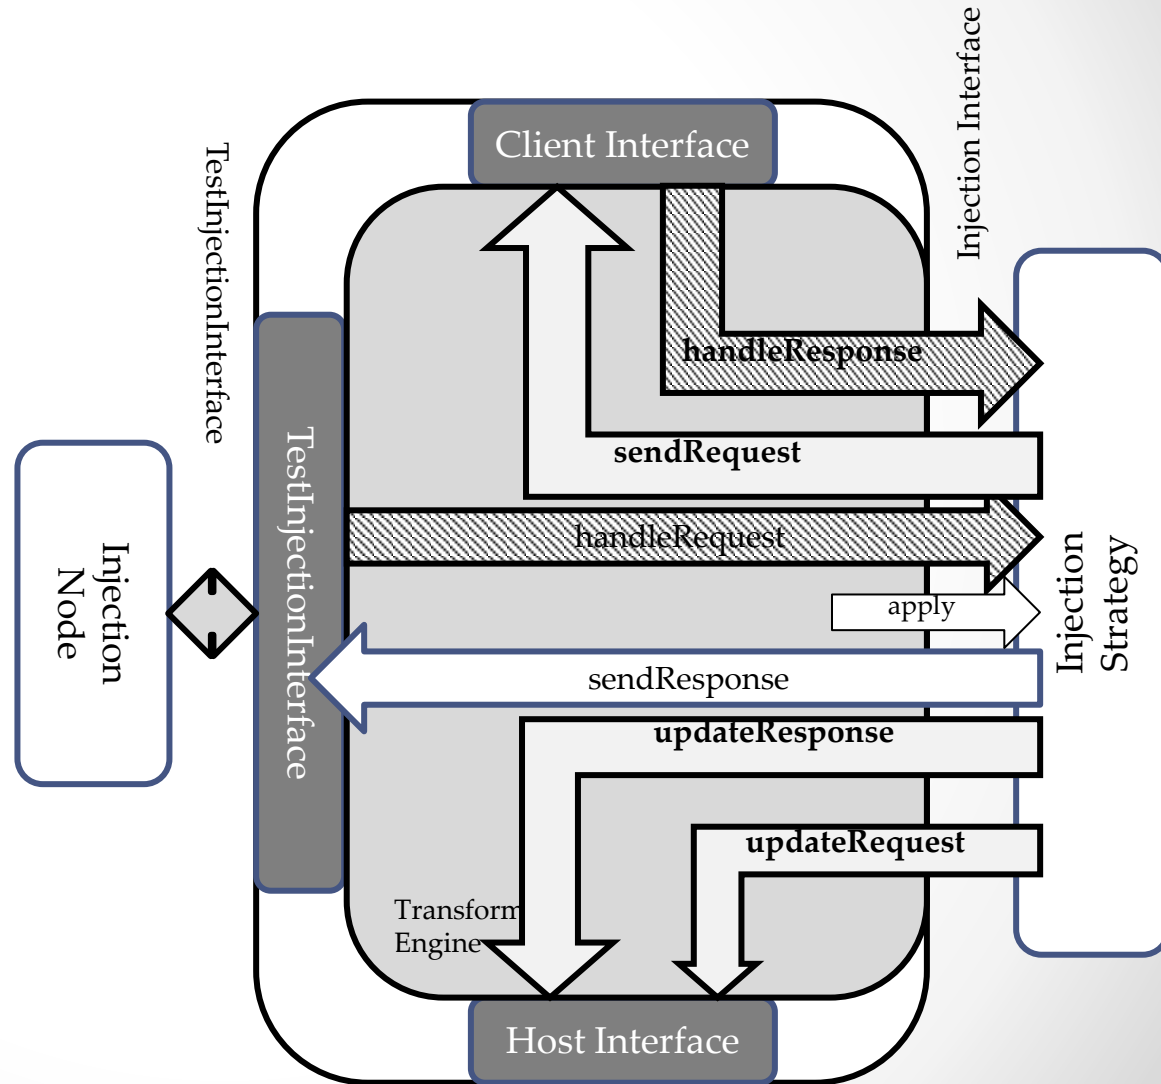 Client Interface
Injection Interface
TestInjectionInterface
handleResponse
sendRequest
TestInjectionInterface
handleRequest
Injection
Node
apply
Injection
Strategy
sendResponse
updateResponse
updateRequest
Transform
Engine
Host Interface